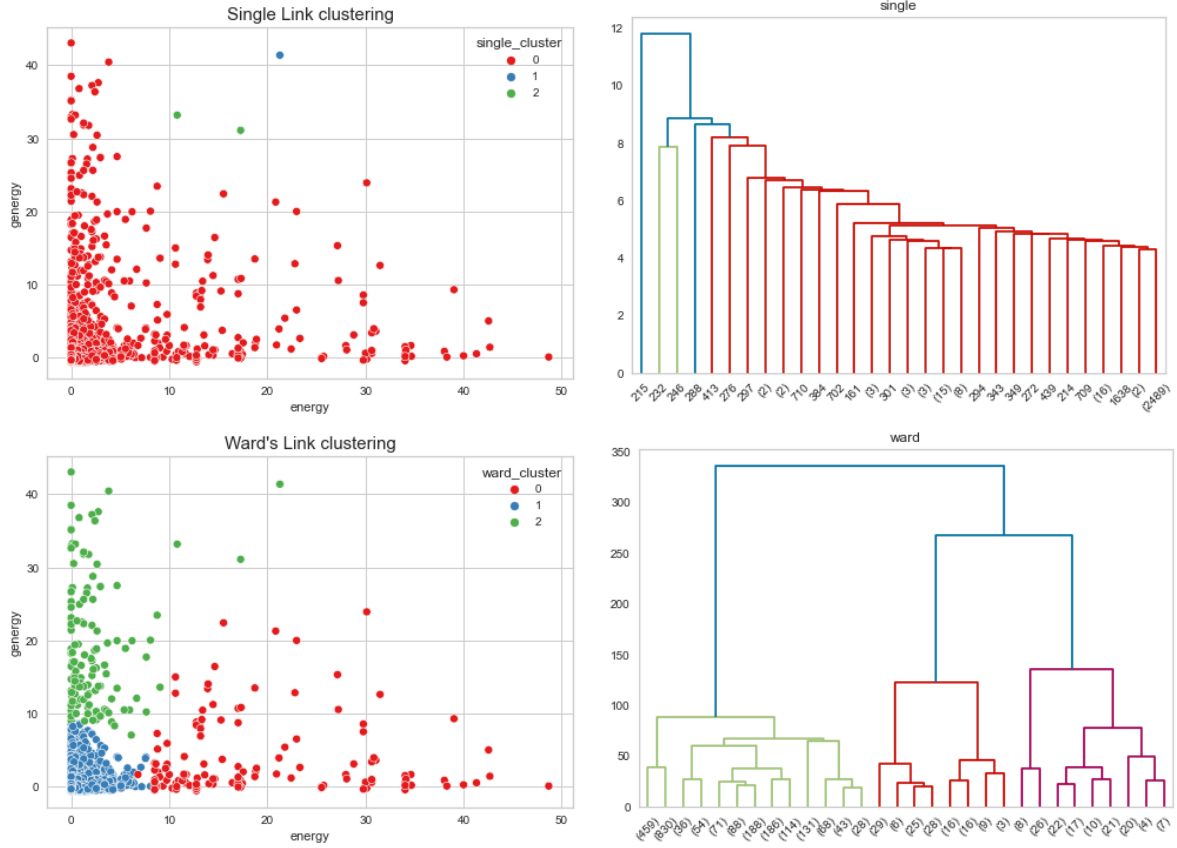 Single Link clustering
single_cluster
0
1
2
40
30
20
10
0
genergy
0 10 20 30 40 50
energy
single
12
10
8
6
4
2
0
215 232 246 288 413 276 297 (2) (2) 710 384 702 161 (3) 301 (3) (3) (15) (8) 294 343 349 272 439 214 709 (16) 1638 (2) (2489)
Ward's Link clustering
ward_cluster
0
1
2
40
30
20
10
0
genergy
0 10 20 30 40 50
energy
ward
350
300
250
200
150
100
50
0
(459) (830) (36) (54) (71) (88) (188) (186) (114) (131) (68) (43) (28) (29) (6) (25) (28) (16) (16) (9) (3) (8) (26) (22) (17) (10) (21) (20) (4) (7)